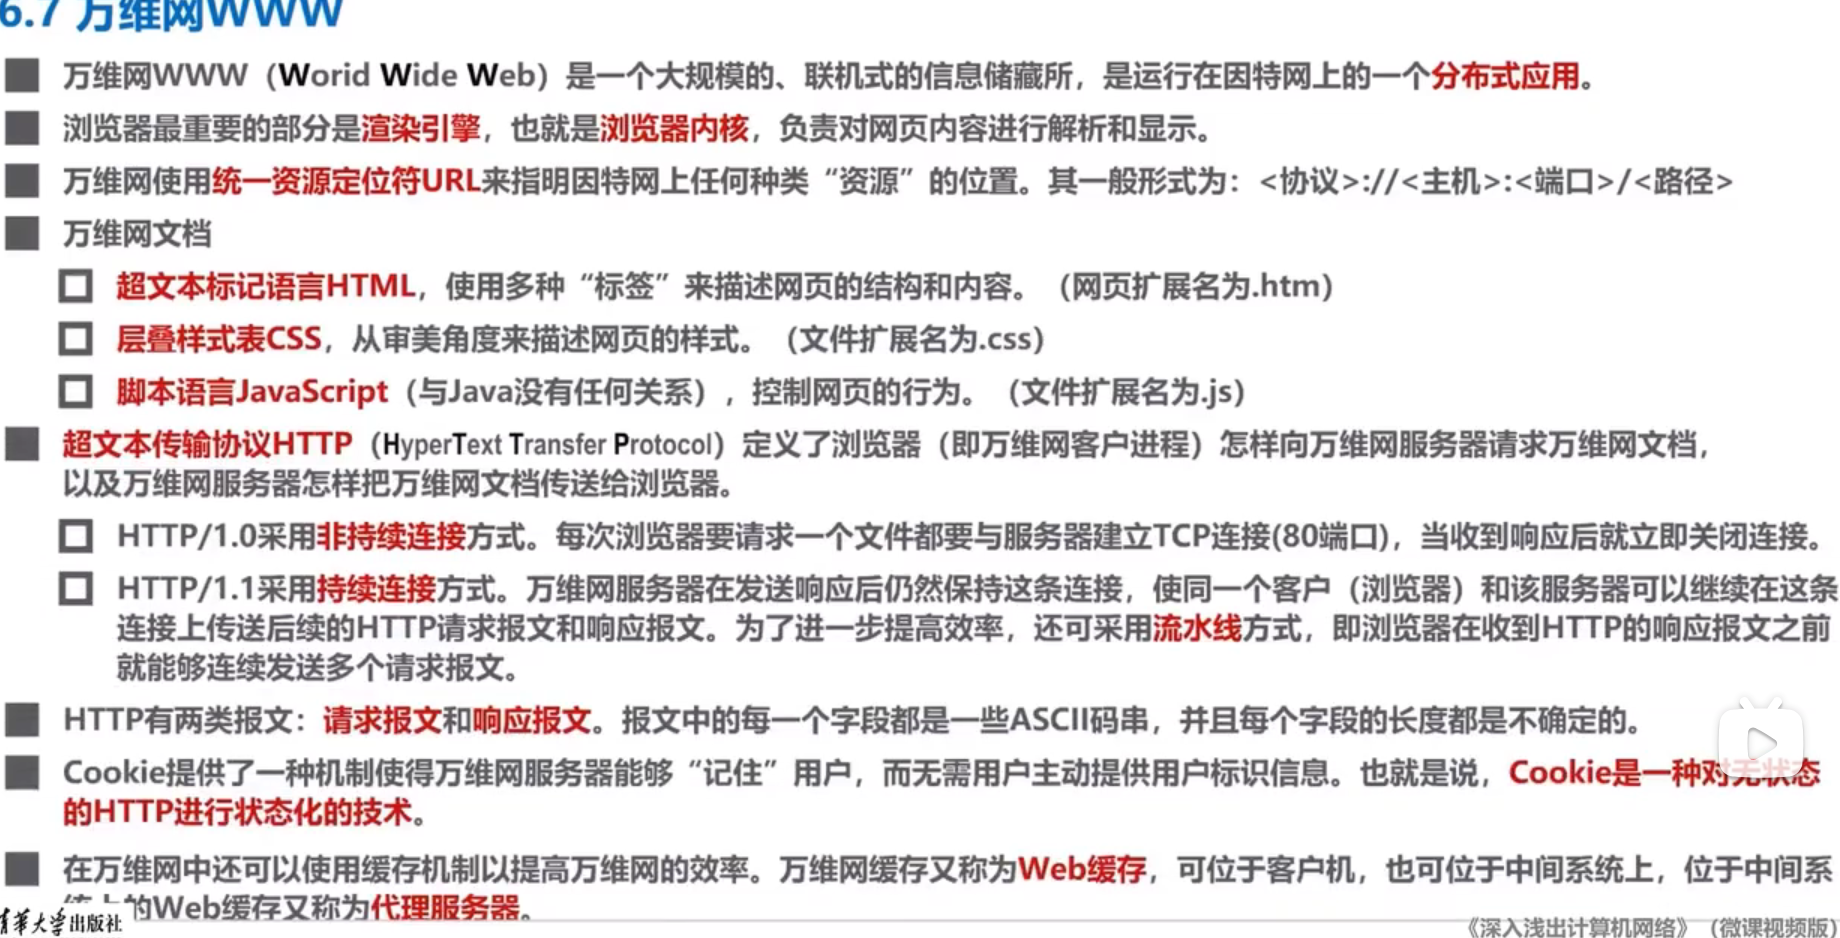 6.7 万维网WWW
万维网WWW（Worid Wide Web）是一个大规模的、联机式的信息储藏所，是运行在因特网上的一个分布式应用。
浏览器最重要的部分是渲染引擎，也就是浏览器内核，负责对网页内容进行解析和显示。
万维网使用统一资源定位符URL来指明因特网上任何种类“资源”的位置。其一般形式为：<协议>://<主机>:<端口>/<路径>
万维网文档
超文本标记语言HTML，使用多种“标签”来描述网页的结构和内容。（网页扩展名为.htm）
层叠样式表CSS，从审美角度来描述网页的样式。（文件扩展名为.css）
脚本语言JavaScript（与Java没有任何关系），控制网页的行为。（文件扩展名为.js）
超文本传输协议HTTP（HyperText Transfer Protocol）定义了浏览器（即万维网客户进程）怎样向万维网服务器请求万维网文档，
以及万维网服务器怎样把万维网文档传送给浏览器。
HTTP/1.0采用非持续连接方式。每次浏览器要请求一个文件都要与服务器建立TCP连接(80端口)，当收到响应后就立即关闭连接。
HTTP/1.1采用持续连接方式。万维网服务器在发送响应后仍然保持这条连接，使同一个客户（浏览器）和该服务器可以继续在这条
连接上传送后续的HTTP请求报文和响应报文。为了进一步提高效率，还可采用流水线方式，即浏览器在收到HTTP的响应报文之前
就能够连续发送多个请求报文。
HTTP有两类报文：请求报文和响应报文。报文中的每一个字段都是一些ASCII码串，并且每个字段的长度都是不确定的。
Cookie提供了一种机制使得万维网服务器能够“记住”用户，而无需用户主动提供用户标识信息。也就是说，Cookie是一种对无状态
的HTTP进行状态化的技术。
在万维网中还可以使用缓存机制以提高万维网的效率。万维网缓存又称为Web缓存，可位于客户机，也可位于中间系统上，位于中间系
统上的Web缓存又称为代理服务器。
清华大学出版社
《深入浅出计算机网络》（微课视频版）